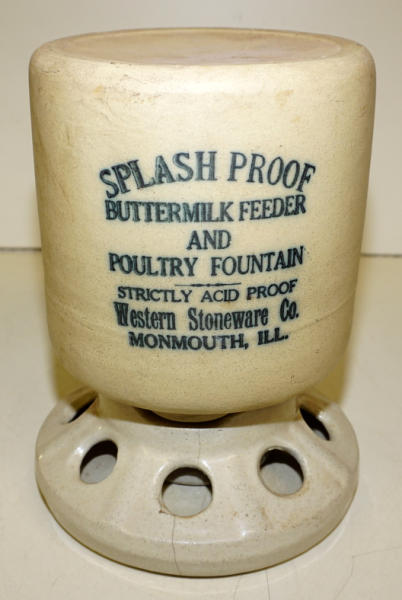 SPLASH PROOF
BUTTERMILK FEEDER
AND
POULTRY FOUNTAIN
STRICTLY ACID PROOF
Western Stoneware Co.
MONMOUTH, ILL.